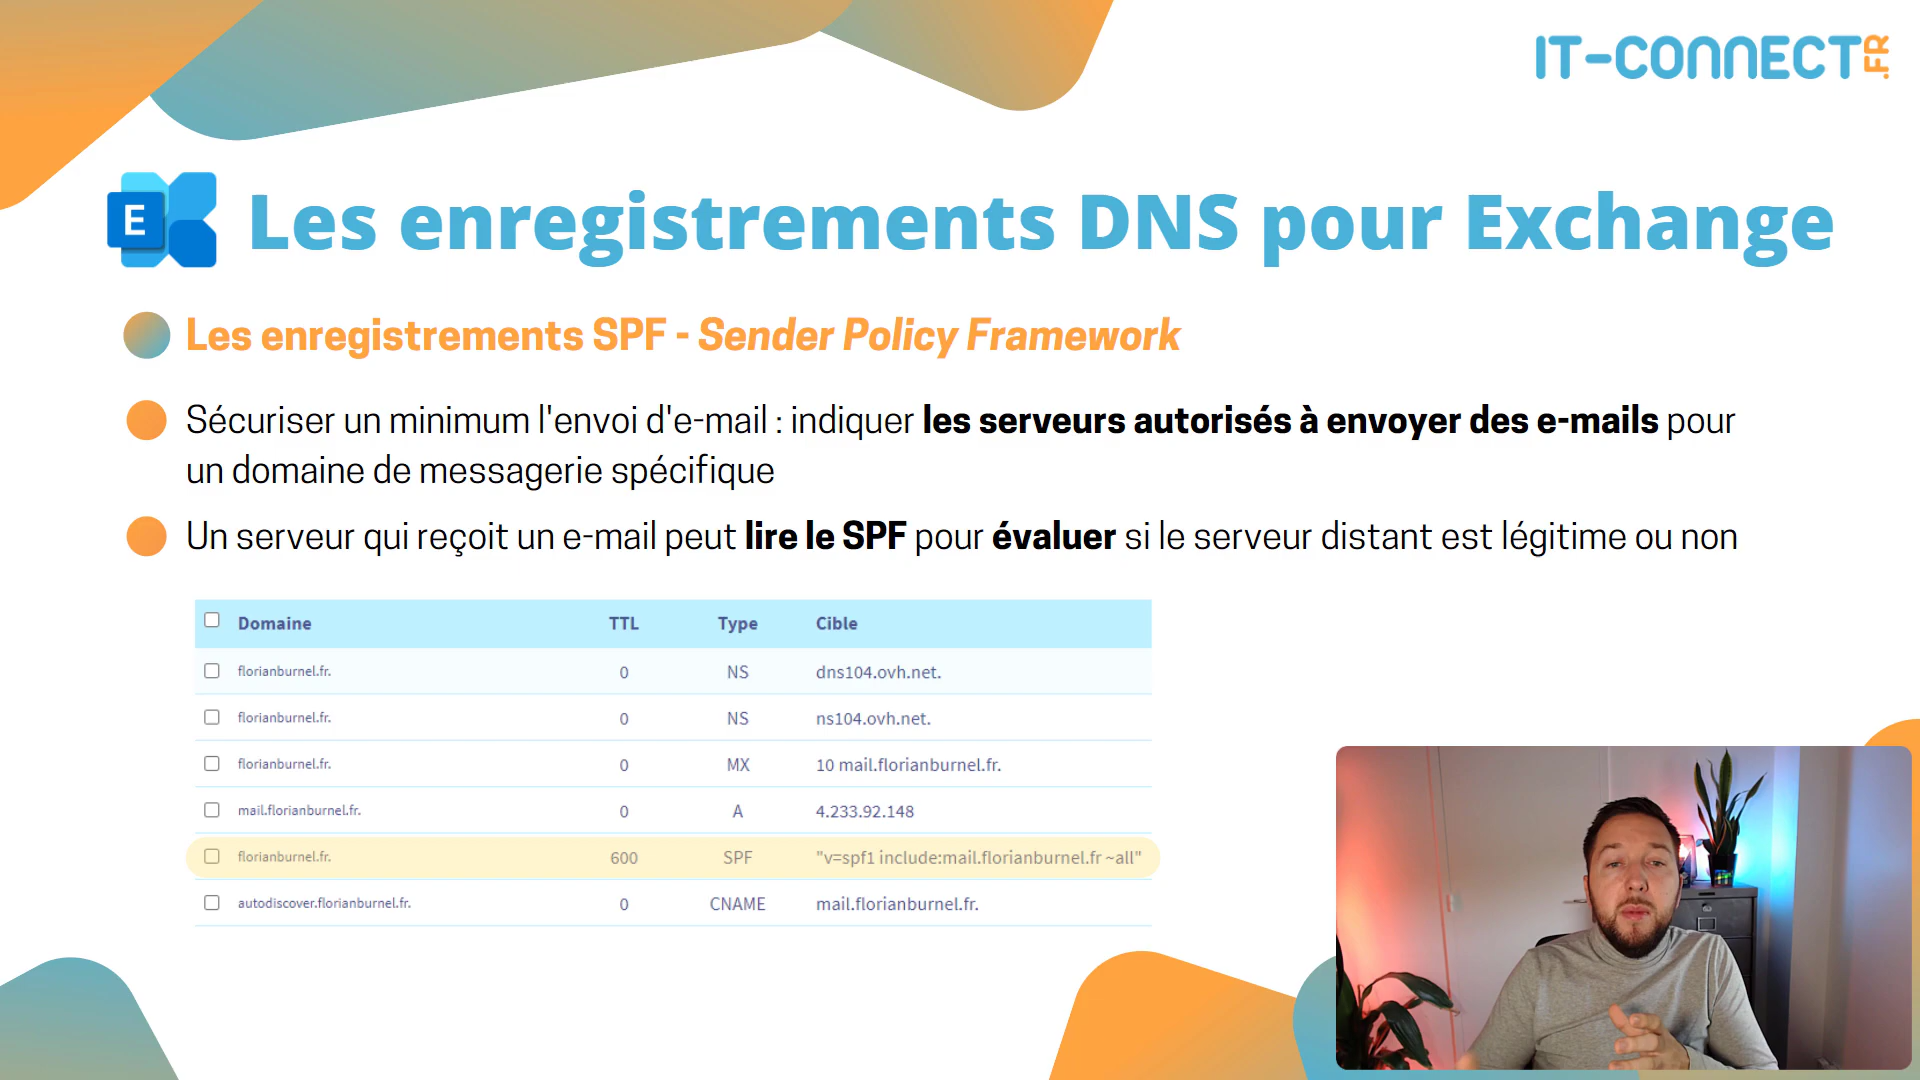 IT-CONNECT.FR
E
Les enregistrements DNS pour Exchange
Les enregistrements SPF - Sender Policy Framework
Sécuriser un minimum l'envoi d'e-mail : indiquer les serveurs autorisés à envoyer des e-mails pour
un domaine de messagerie spécifique
Un serveur qui reçoit un e-mail peut lire le SPF pour évaluer si le serveur distant est légitime ou non
Domaine TTL Type Cible
florianburnel.fr. 0 NS dns104.ovh.net.
florianburnel.fr. 0 NS ns104.ovh.net.
florianburnel.fr. 0 MX 10 mail.florianburnel.fr.
mail.florianburnel.fr. 0 A 4.233.92.148
florianburnel.fr. 600 SPF "v=spf1 include:mail.florianburnel.fr ~all"
autodiscover.florianburnel.fr. 0 CNAME mail.florianburnel.fr.